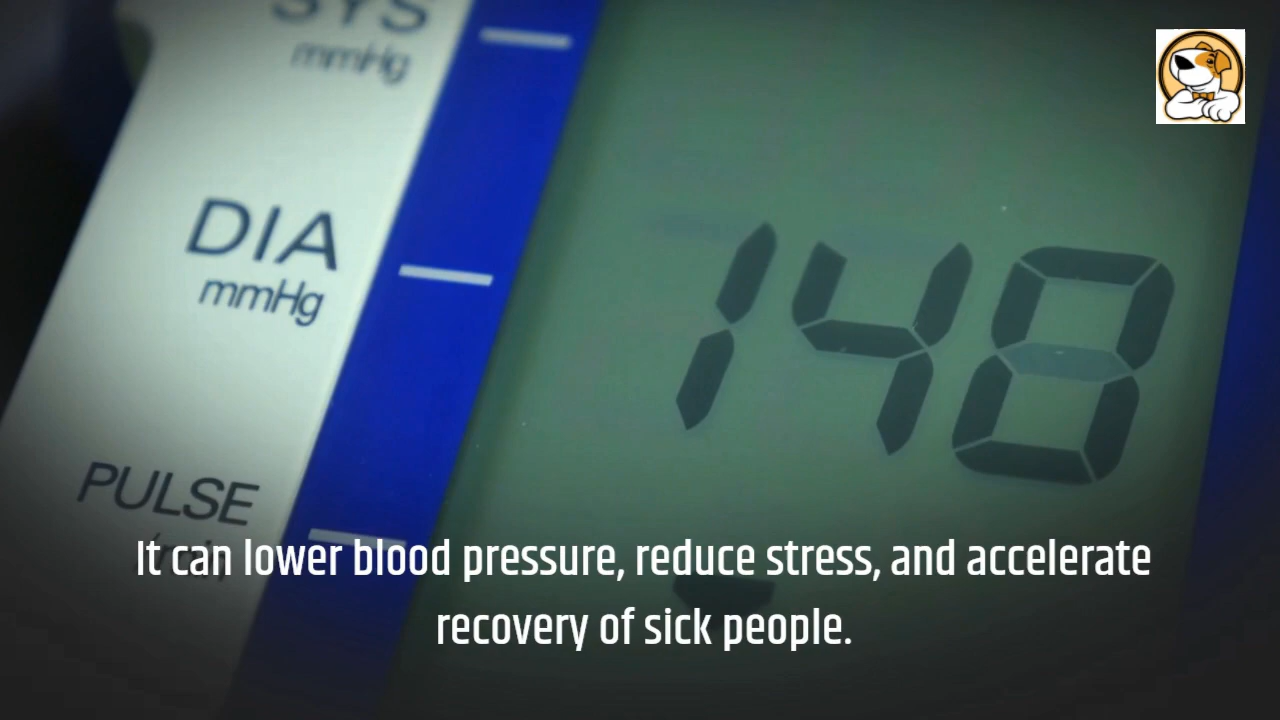 SYS
mmHg
DIA
mmHg
148
PULSE
It can lower blood pressure, reduce stress, and accelerate
recovery of sick people.